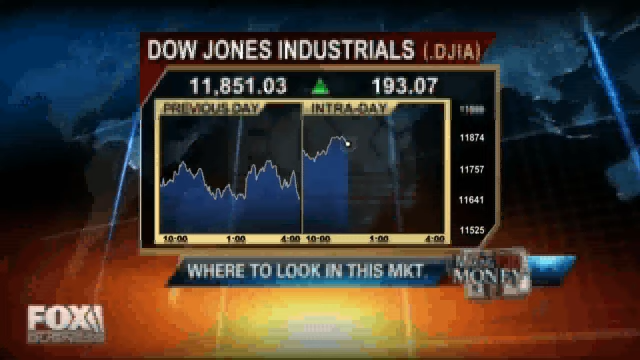 DOW JONES INDUSTRIALS (.DJIA)
11,851.03 193.07
PREVIOUS DAY INTRA-DAY
11874
11757
11641
11525
10:00 1:00 4:00 10:00 1:00 4:00
WHERE TO LOOK IN THIS MKT
MONEY
FOX
BUSINESS